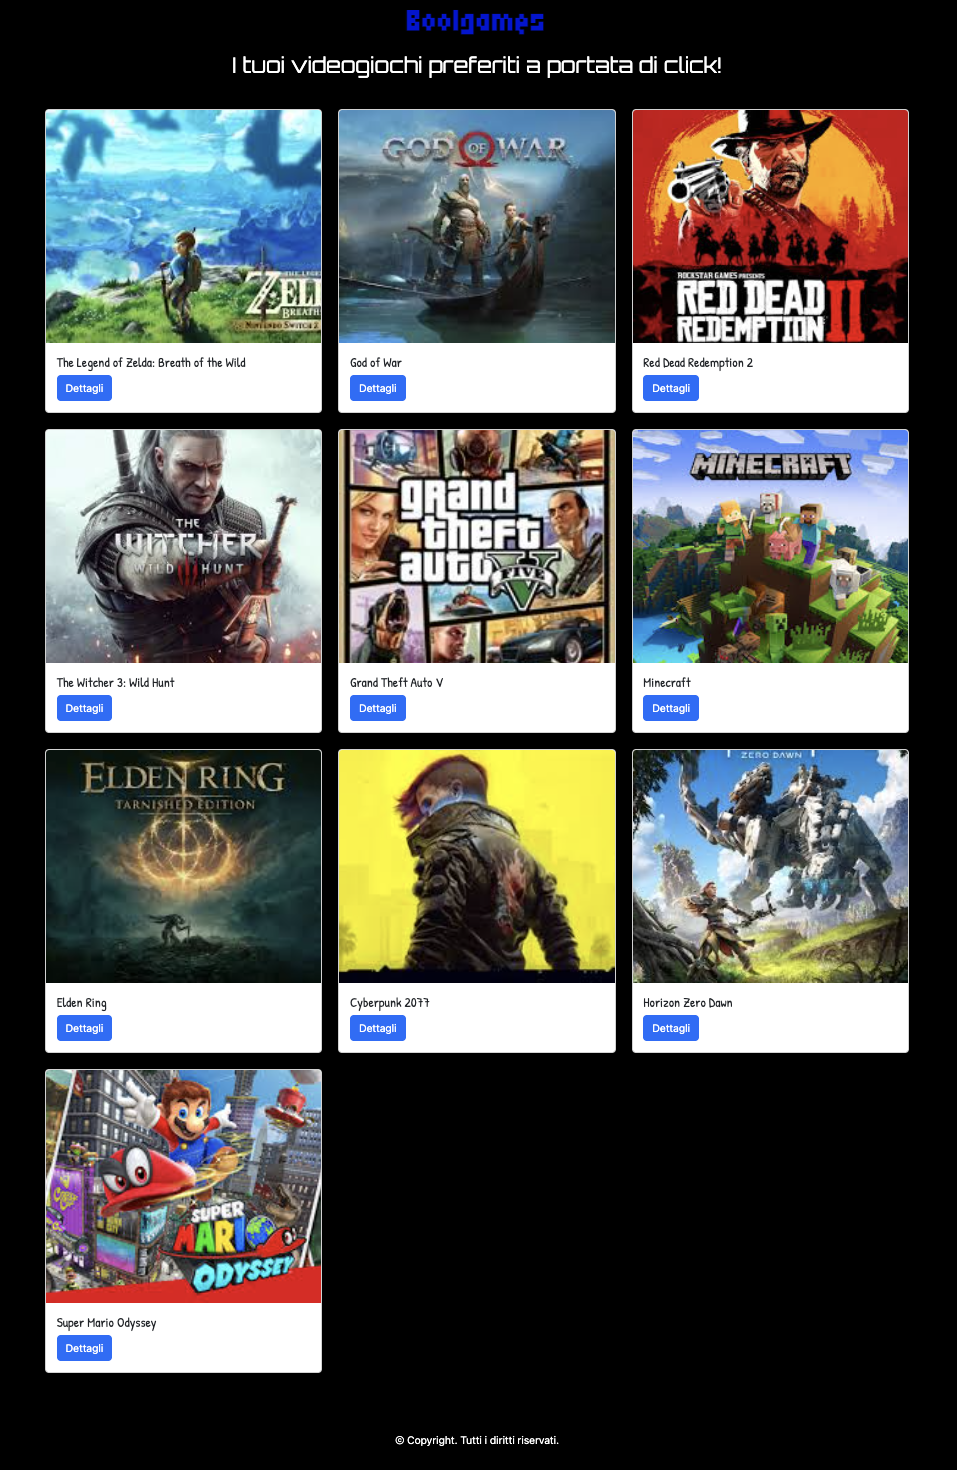 Boolgames
I tuoi videogiochi preferiti a portata di click!
THE LEGEN
ZEL
BREATH
NINTENDO SWITCH 2
The Legend of Zelda: Breath of the Wild
Dettagli
GOD OF WAR
God of War
Dettagli
ROCKSTAR GAMES PRESENTS
RED DEAD
REDEMPTION II
Red Dead Redemption 2
Dettagli
THE
WITCHER
WILD HUNT
The Witcher 3: Wild Hunt
Dettagli
grand
theft
auto V
FIVE
Grand Theft Auto V
Dettagli
MINECRAFT
Minecraft
Dettagli
ELDEN RING
TARNISHED EDITION
Elden Ring
Dettagli
Cyberpunk 2077
Dettagli
ZERO DAWN
Horizon Zero Dawn
Dettagli
SUPER
MARIO
ODYSSEY
Super Mario Odyssey
Dettagli
© Copyright. Tutti i diritti riservati.